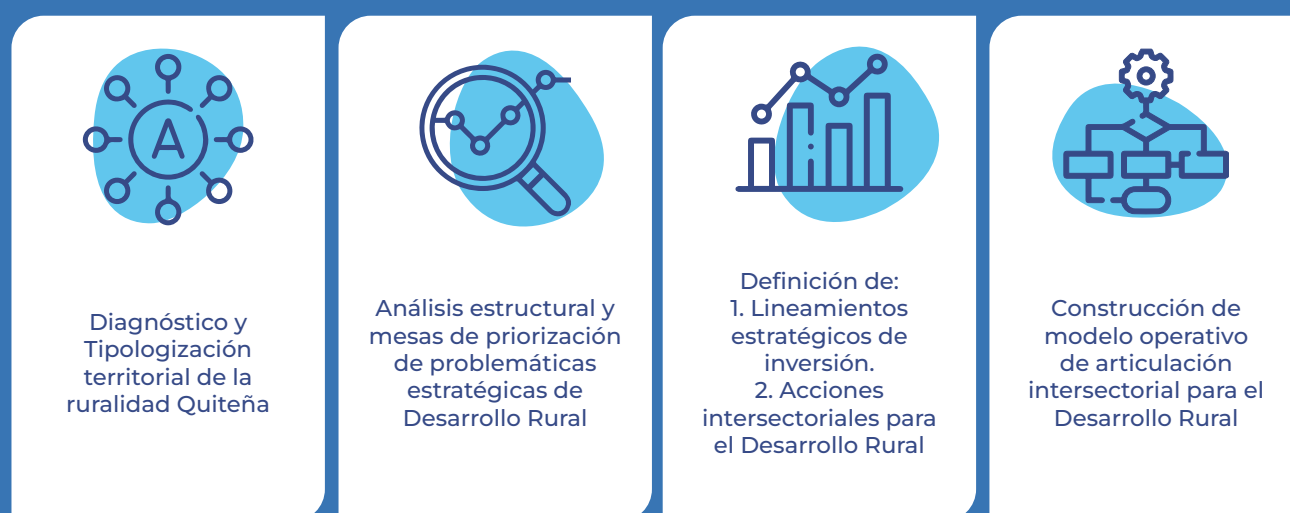 A
Diagnóstico y
Tipologización
territorial de la
ruralidad Quiteña
Análisis estructural y
mesas de priorización
de problemáticas
estratégicas de
Desarrollo Rural
Definición de:
1. Lineamientos
estratégicos de
inversión.
2. Acciones
intersectoriales para
el Desarrollo Rural
Construcción de
modelo operativo
de articulación
intersectorial para el
Desarrollo Rural